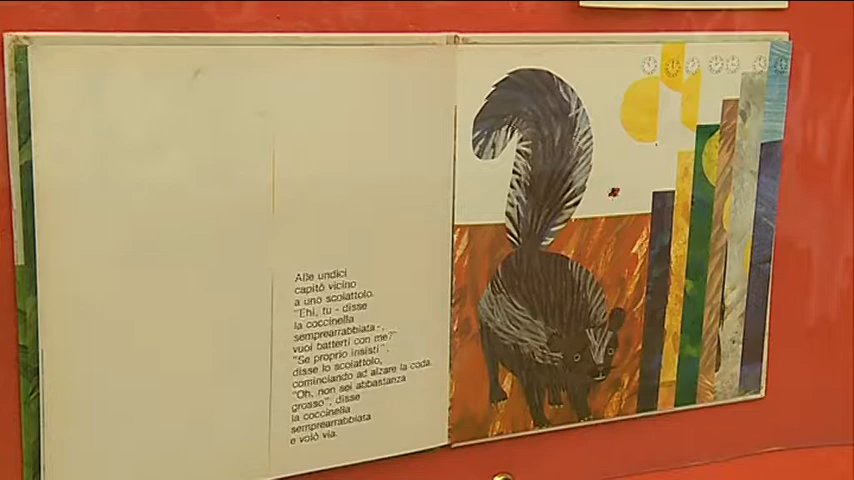 Alle undici
capitò vicino
a uno scoiattolo.
"Ehi, tu - disse
la coccinella
semprearrabbiata -,
vuoi batterti con me?"
"Se proprio insisti",
disse lo scoiattolo,
cominciando ad alzare la coda.
"Oh, non sei abbastanza
grosso", disse
la coccinella
semprearrabbiata
e volò via.